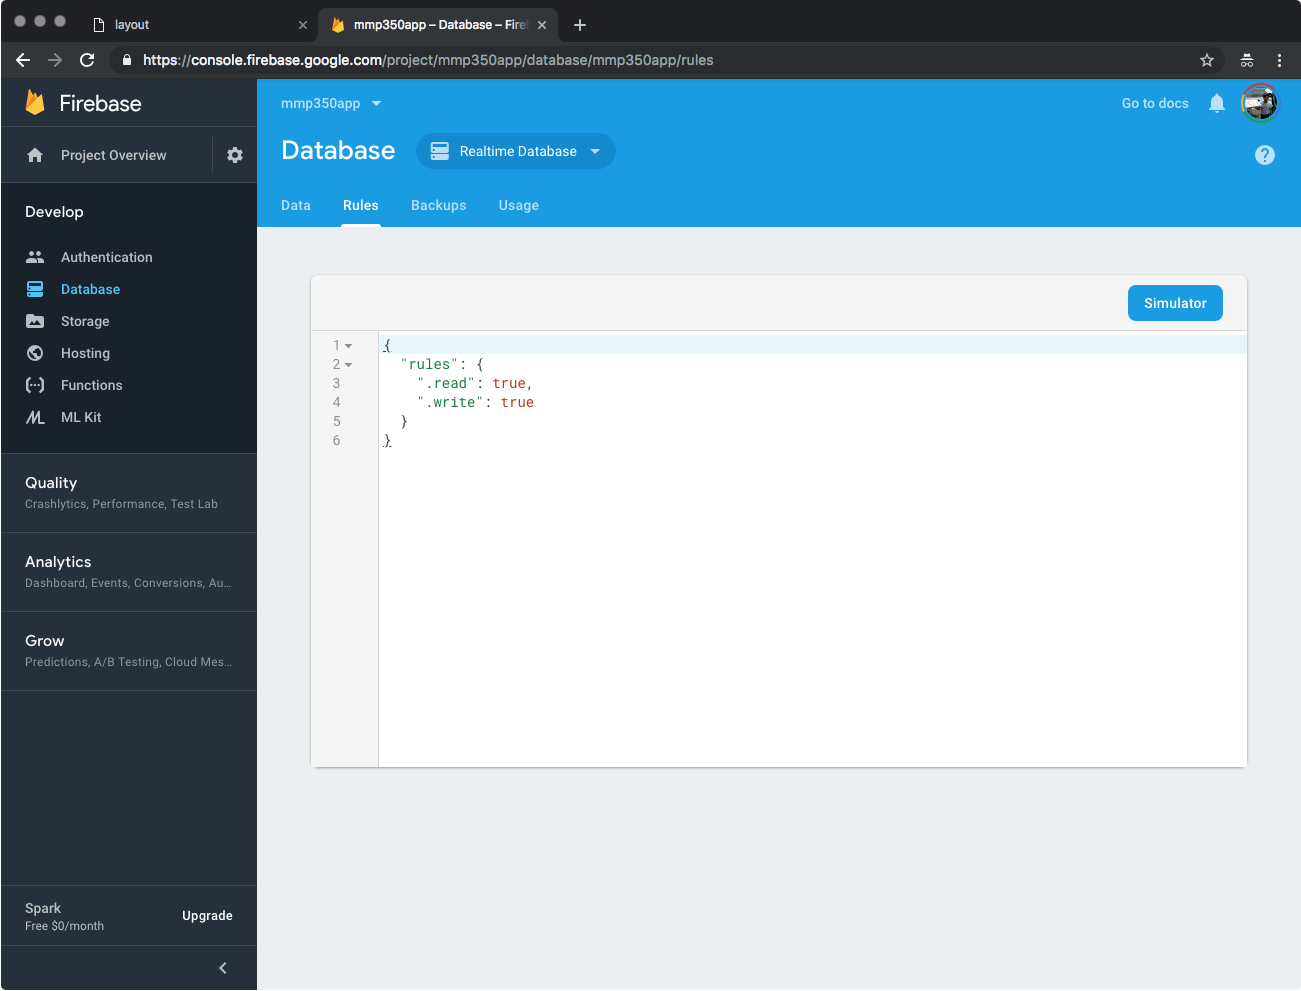 layout
mmp350app – Database – Fire
https://console.firebase.google.com/project/mmp350app/database/mmp350app/rules
Firebase
mmp350app
Go to docs
Project Overview
Database
Realtime Database
?
Data
Rules
Backups
Usage
Develop
Authentication
Database
Storage
Hosting
Functions
ML Kit
Quality
Crashlytics, Performance, Test Lab
Analytics
Dashboard, Events, Conversions, Au...
Grow
Predictions, A/B Testing, Cloud Mes...
Spark
Free $0/month
Upgrade
Simulator
1 {
2 "rules": {
3 ".read": true,
4 ".write": true
5 }
6 }